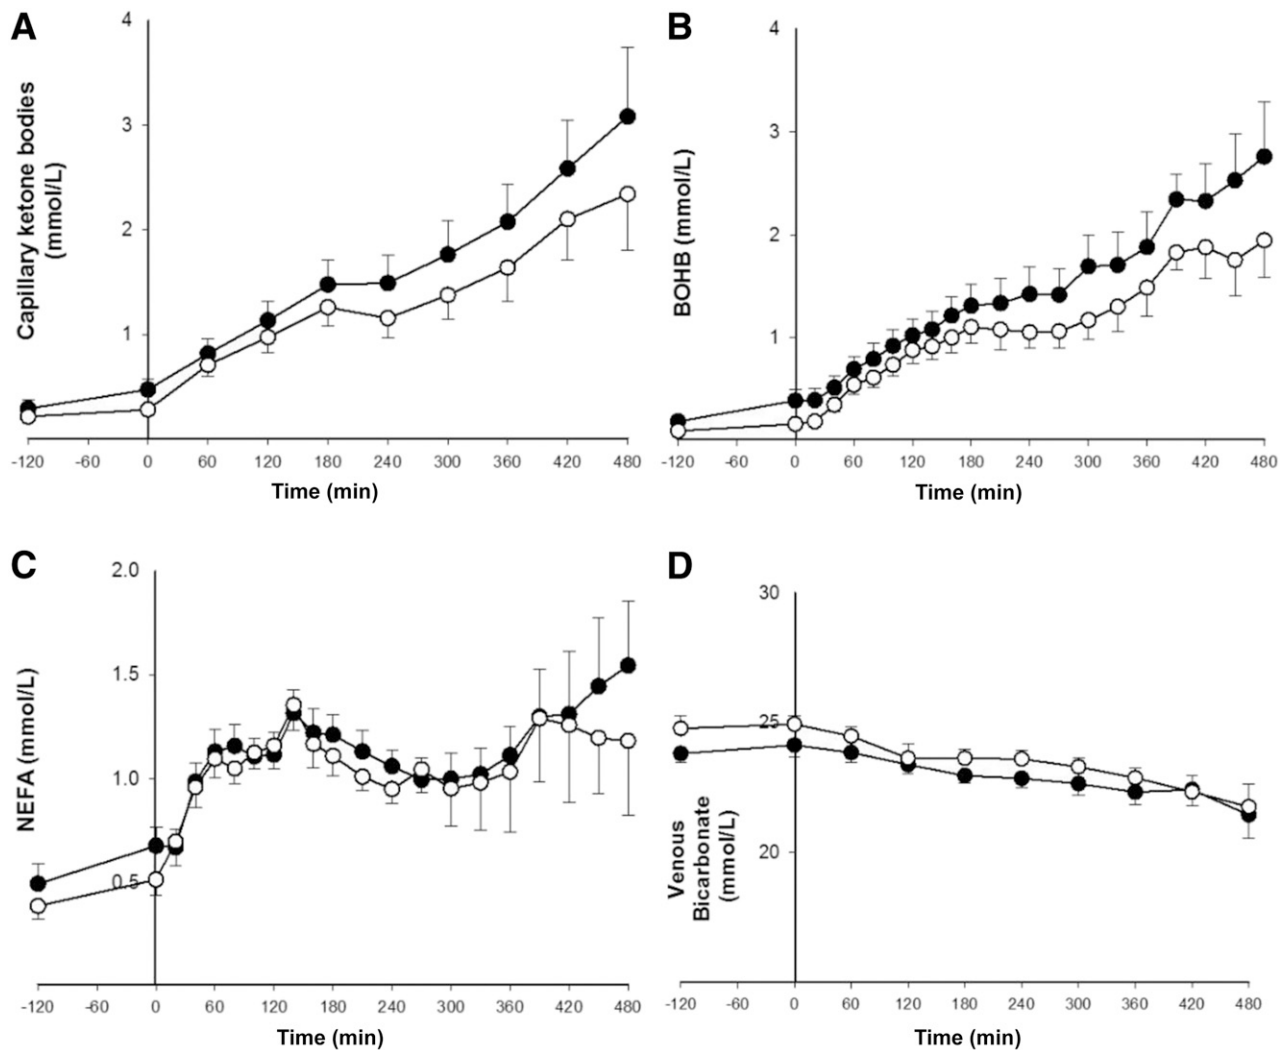 A
4
3
2
1
Capillary ketone bodies
(mmol/L)
-120 -60 0 60 120 180 240 300 360 420 480
Time (min)
B
4
3
2
1
BOHB (mmol/L)
-120 -60 0 60 120 180 240 300 360 420 480
Time (min)
C
2.0
1.5
1.0
0.5
NEFA (mmol/L)
-120 -60 0 60 120 180 240 300 360 420 480
Time (min)
D
30
25
20
Venous
Bicarbonate
(mmol/L)
-120 -60 0 60 120 180 240 300 360 420 480
Time (min)